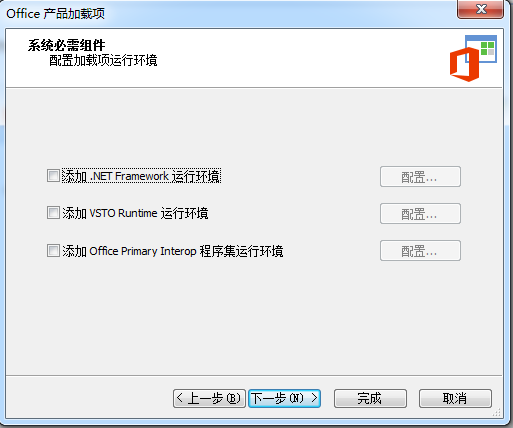 Office 产品加载项
系统必需组件
配置加载项运行环境
添加 .NET Framework 运行环境
配置...
添加 VSTO Runtime 运行环境
配置...
添加 Office Primary Interop 程序集运行环境
配置...
< 上一步(B) 下一步(N) > 完成 取消